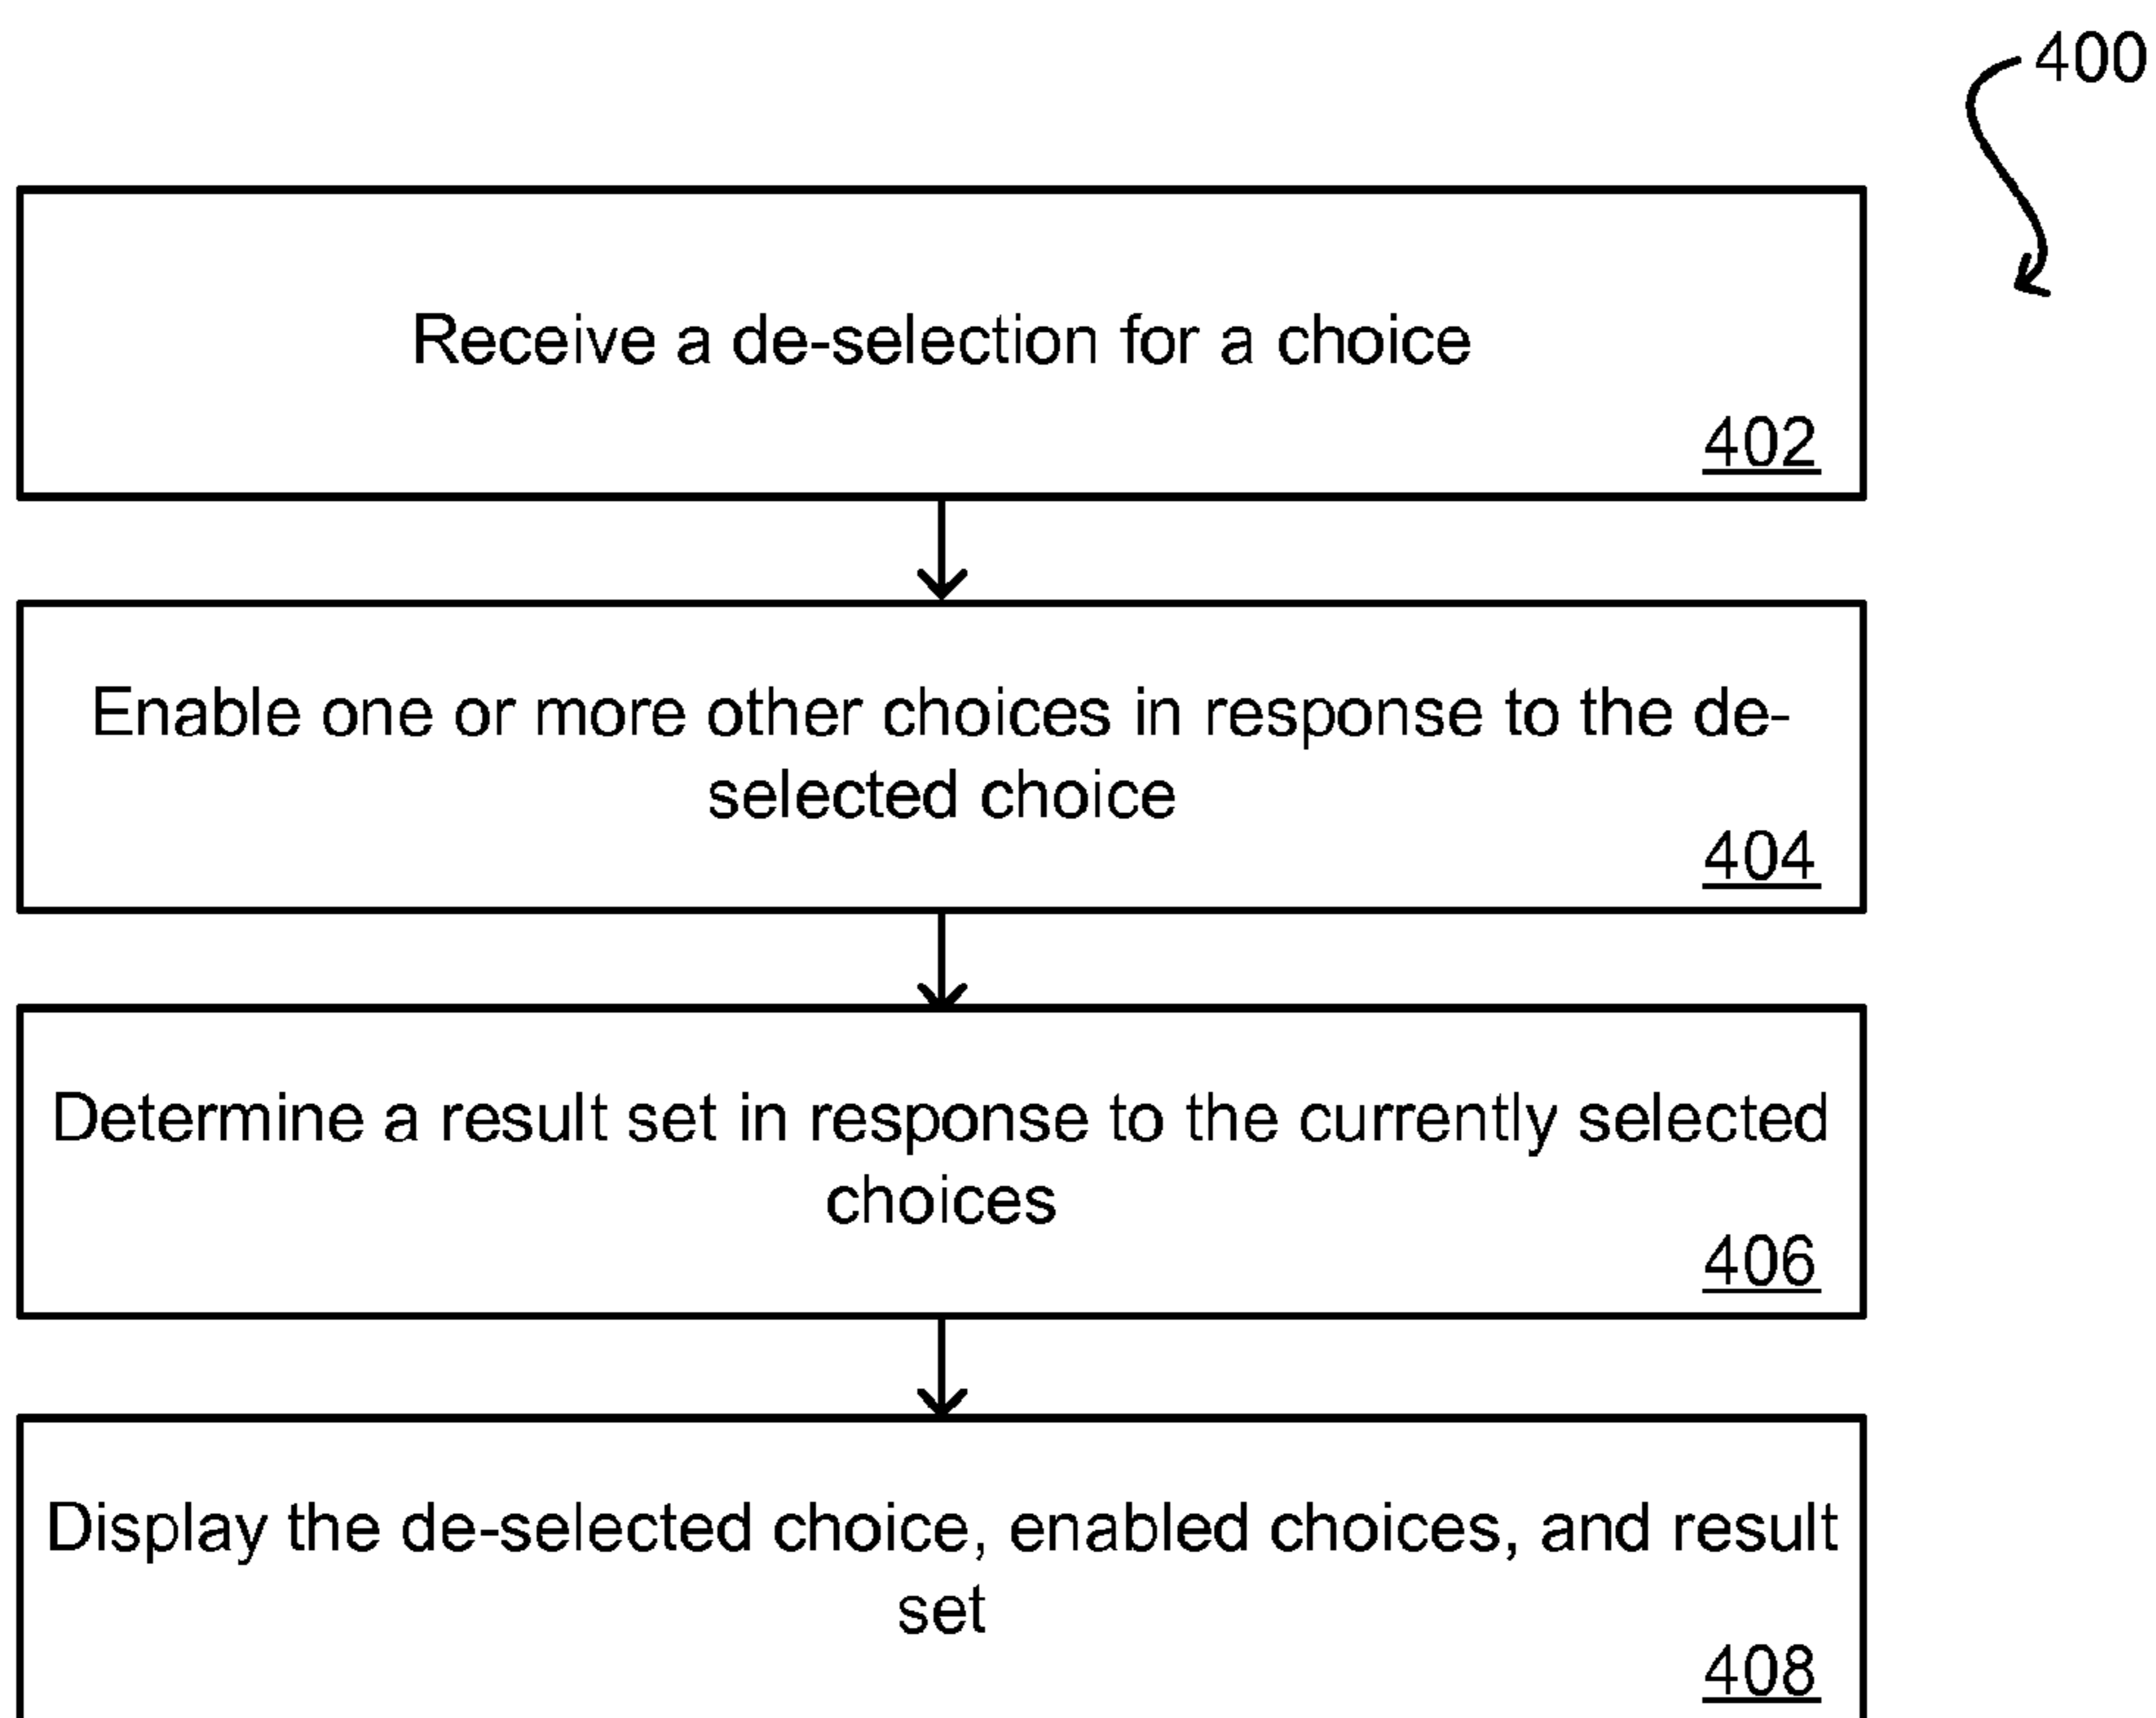 400
Receive a de-selection for a choice
402
Enable one or more other choices in response to the de-
selected choice
404
Determine a result set in response to the currently selected
choices
406
Display the de-selected choice, enabled choices, and result
set
408